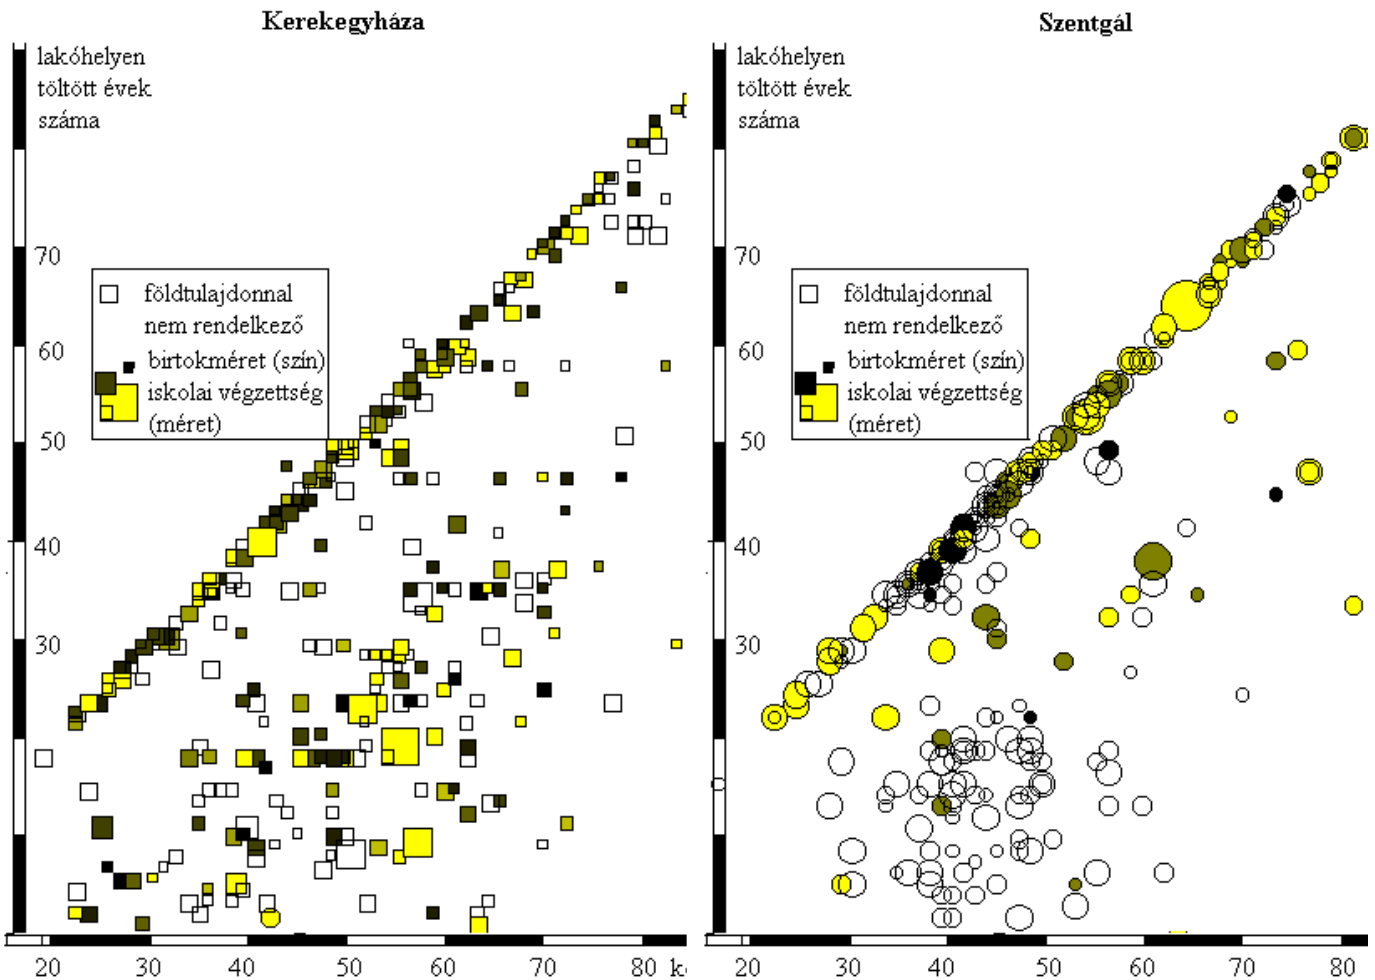 Kerekegyháza
lakóhelyen
töltött évek
száma
70
földtulajdonnal
nem rendelkező
60
birtokméret (szín)
iskolai végzettség
(méret)
50
40
30
20 30 40 50 60 70 80 k
Szentgál
lakóhelyen
töltött évek
száma
70
földtulajdonnal
nem rendelkező
60
birtokméret (szín)
iskolai végzettség
(méret)
50
40
30
20 30 40 50 60 70 80